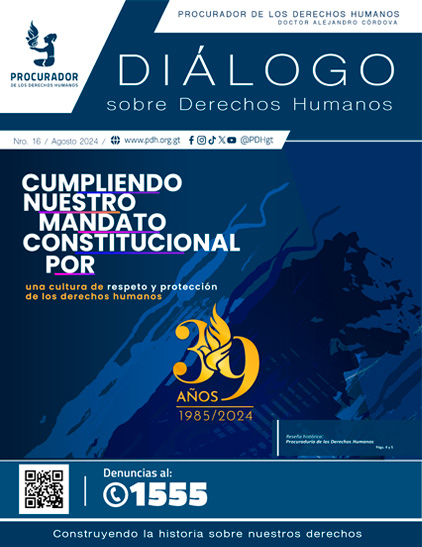 PROCURADOR DE LOS DERECHOS HUMANOS
DOCTOR ALEJANDRO CÓRDOVA
PROCURADOR
DE LOS DERECHOS HUMANOS
DIÁLOGO
sobre Derechos Humanos
Nro. 16 / Agosto 2024 / www.pdh.org.gt @PDHgt
CUMPLIENDO
NUESTRO
MANDATO
CONSTITUCIONAL
POR
una cultura de respeto y protección
de los derechos humanos
39
AÑOS
1985/2024
Reseña histórica:
Procuraduría de los Derechos Humanos
Págs. 4 y 5
Denuncias al:
1555
Construyendo la historia sobre nuestros derechos